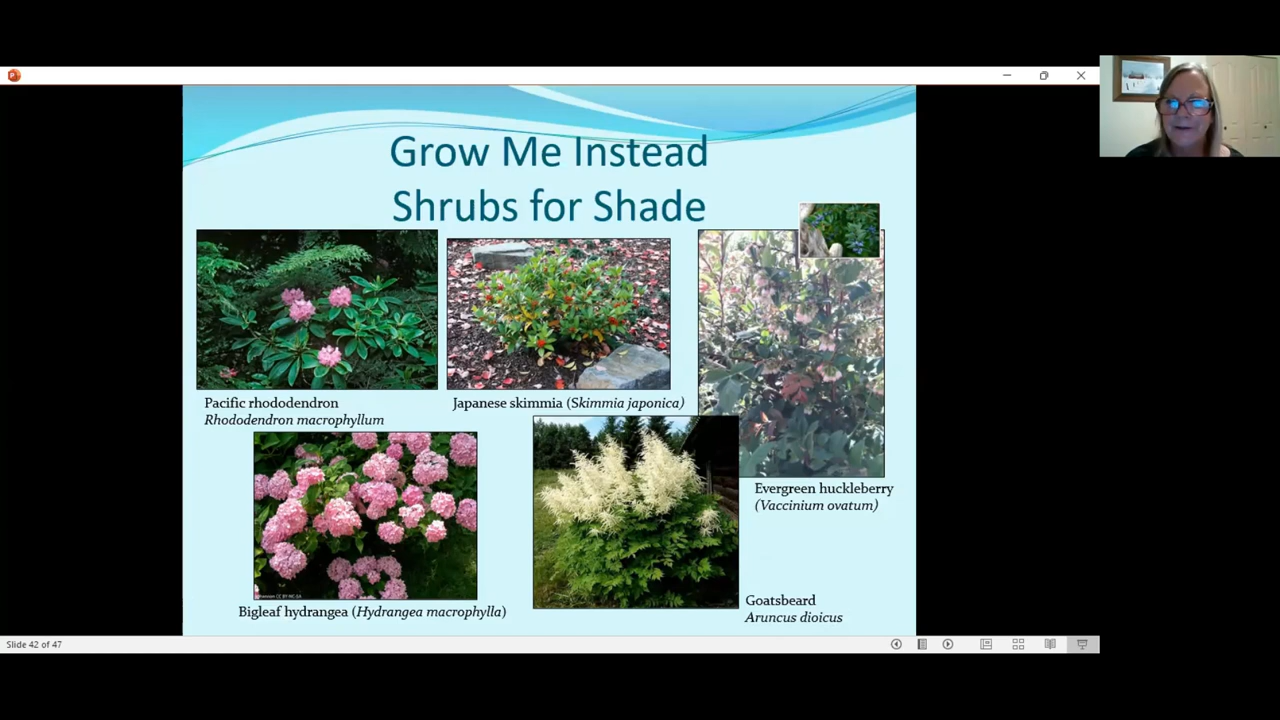 Grow Me Instead
Shrubs for Shade
Pacific rhododendron
Rhododendron macrophyllum
Japanese skimmia (Skimmia japonica)
Evergreen huckleberry
(Vaccinium ovatum)
Bigleaf hydrangea (Hydrangea macrophylla)
Goatsbeard
Aruncus dioicus
Slide 42 of 47